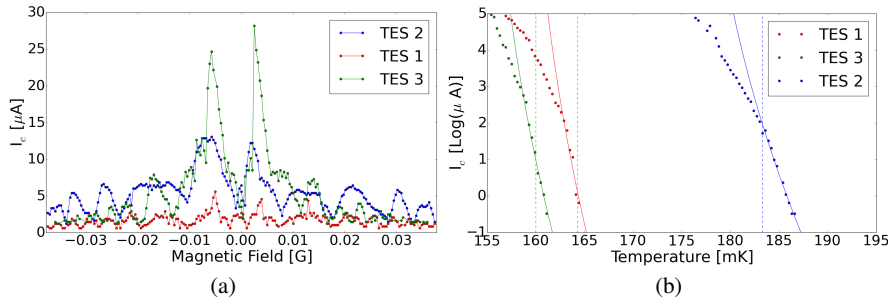 35
30
25
20
15
10
5
0
I_c [μA]
−0.03 −0.02 −0.01 0.00 0.01 0.02 0.03
Magnetic Field [G]
TES 2
TES 1
TES 3
(a)
5
4
3
2
1
0
−1
I_c [Log(μ A)]
155 160 165 170 175 180 185 190 195
Temperature [mK]
TES 1
TES 3
TES 2
(b)